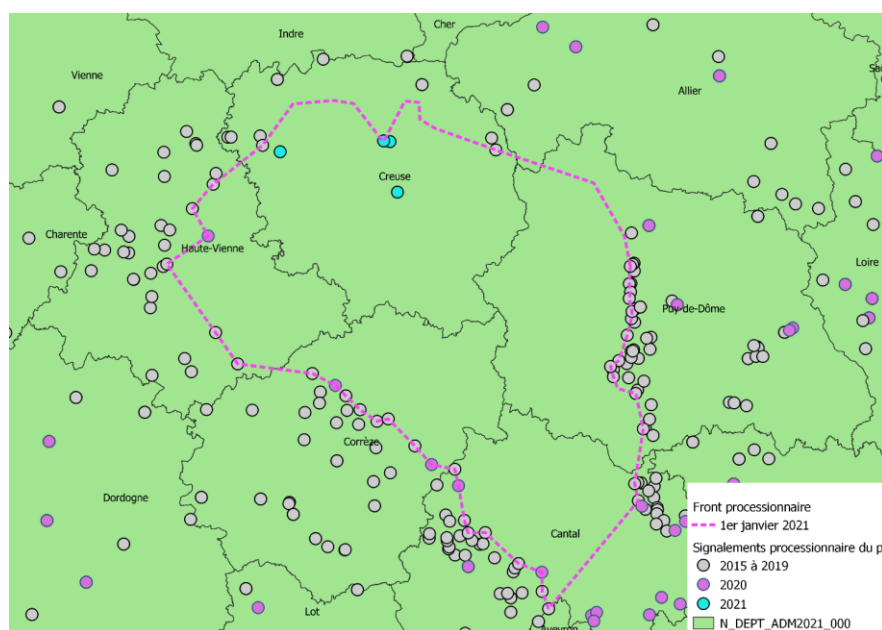 Cher
Indre
Vienne
Allier
Creuse
Charente
Haute-Vienne
Loire
Puy-de-Dôme
Corrèze
Dordogne
Cantal
Lot
Aveyron
Front processionnaire
1er janvier 2021
Signalements processionnaire du p
2015 à 2019
2020
2021
N_DEPT_ADM2021_000